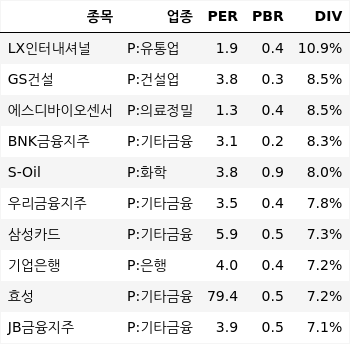 종목 업종 PER PBR DIV
LX인터내셔널 P:유통업 1.9 0.4 10.9%
GS건설 P:건설업 3.8 0.3 8.5%
에스디바이오센서 P:의료정밀 1.3 0.4 8.5%
BNK금융지주 P:기타금융 3.1 0.2 8.3%
S-Oil P:화학 3.8 0.9 8.0%
우리금융지주 P:기타금융 3.5 0.4 7.8%
삼성카드 P:기타금융 5.9 0.5 7.3%
기업은행 P:은행 4.0 0.4 7.2%
효성 P:기타금융 79.4 0.5 7.2%
JB금융지주 P:기타금융 3.9 0.5 7.1%